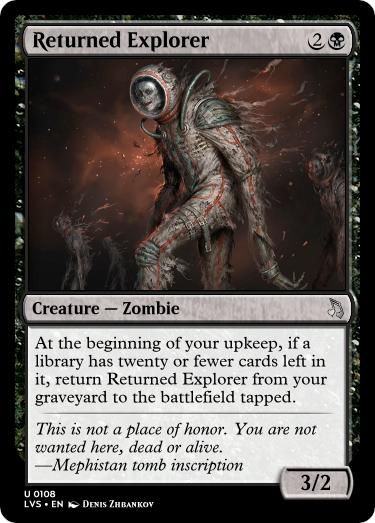 Returned Explorer 2
Creature — Zombie
At the beginning of your upkeep, if a
library has twenty or fewer cards left in
it, return Returned Explorer from your
graveyard to the battlefield tapped.
This is not a place of honor. You are not
wanted here, dead or alive.
—Mephistan tomb inscription
3/2
U 0108
LVS • EN Denis Zhbankov